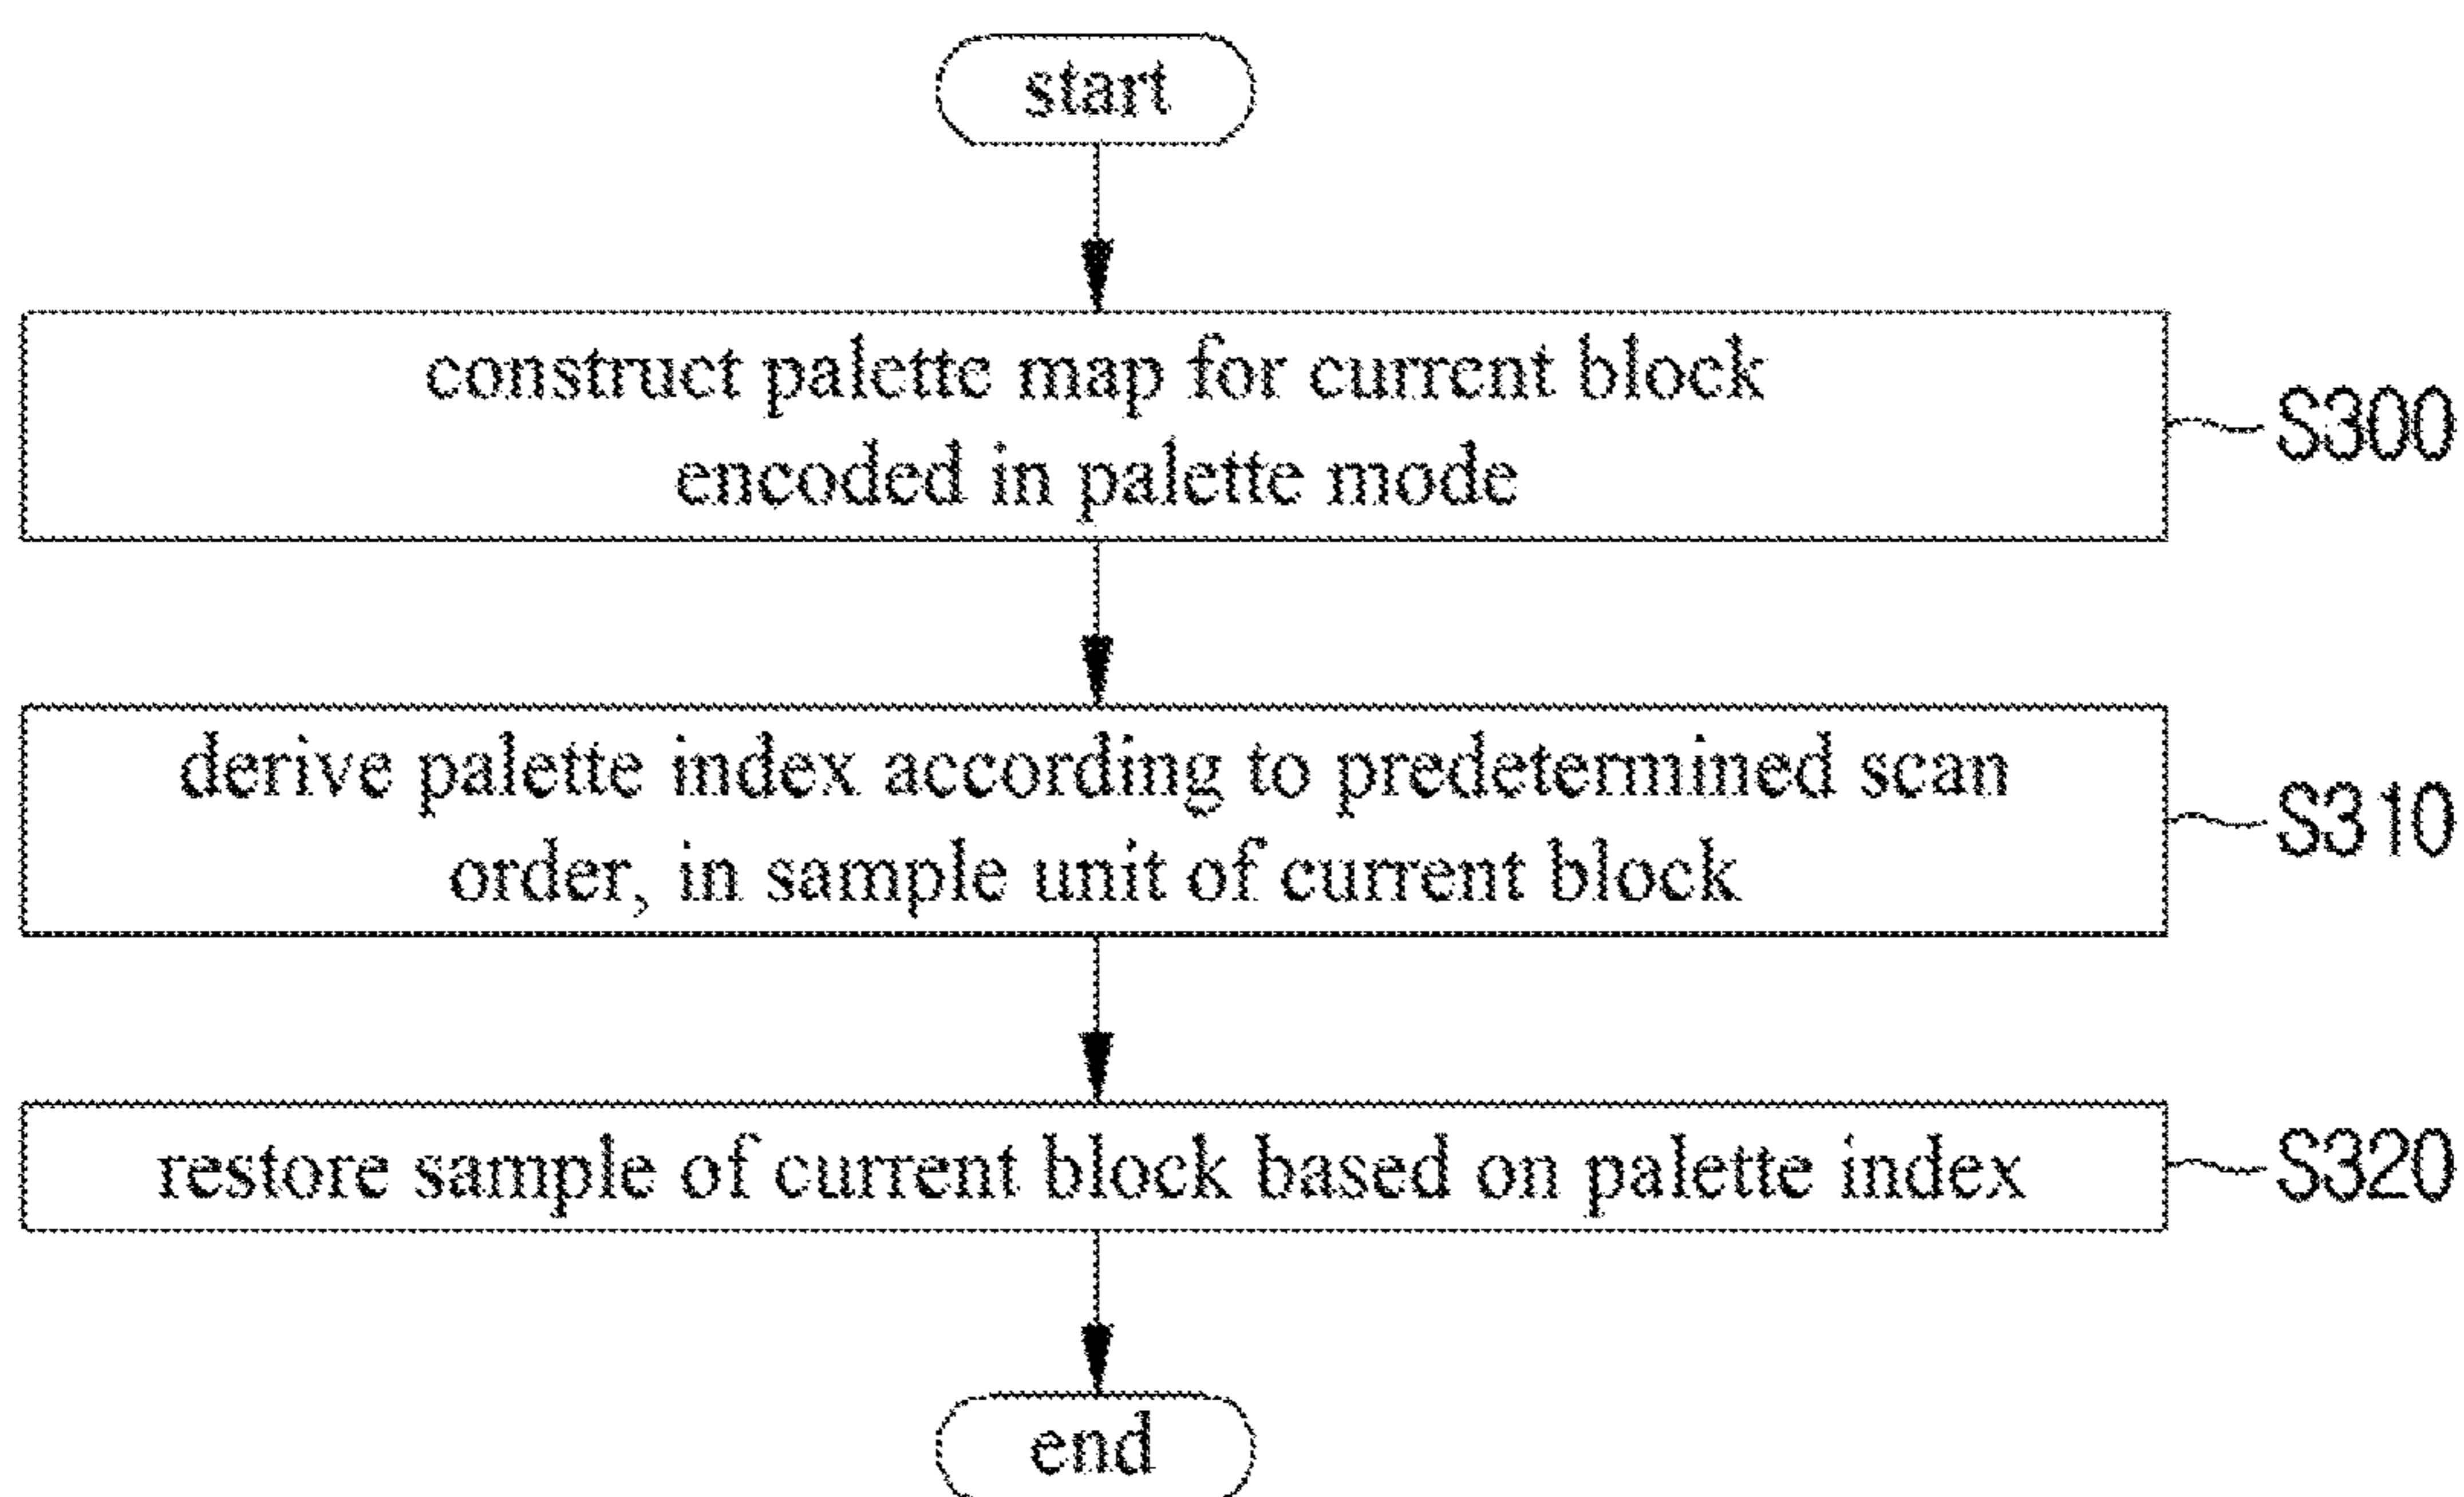 start
construct palette map for current block
encoded in palette mode
S300
derive palette index according to predetermined scan
order, in sample unit of current block
S310
restore sample of current block based on palette index
S320
end